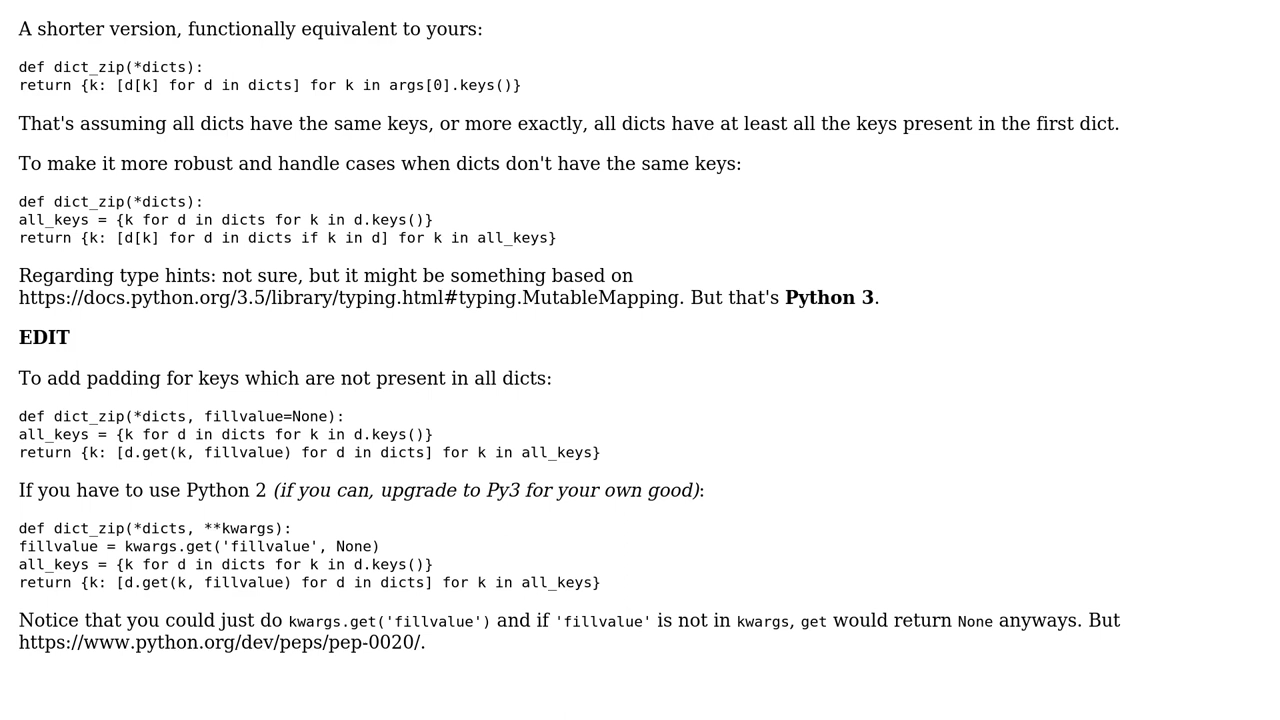 A shorter version, functionally equivalent to yours:
def dict_zip(*dicts):
return {k: [d[k] for d in dicts] for k in args[0].keys()}
That's assuming all dicts have the same keys, or more exactly, all dicts have at least all the keys present in the first dict.
To make it more robust and handle cases when dicts don't have the same keys:
def dict_zip(*dicts):
all_keys = {k for d in dicts for k in d.keys()}
return {k: [d[k] for d in dicts if k in d] for k in all_keys}
Regarding type hints: not sure, but it might be something based on
https://docs.python.org/3.5/library/typing.html#typing.MutableMapping. But that's Python 3.
EDIT
To add padding for keys which are not present in all dicts:
def dict_zip(*dicts, fillvalue=None):
all_keys = {k for d in dicts for k in d.keys()}
return {k: [d.get(k, fillvalue) for d in dicts] for k in all_keys}
If you have to use Python 2 (if you can, upgrade to Py3 for your own good):
def dict_zip(*dicts, **kwargs):
fillvalue = kwargs.get('fillvalue', None)
all_keys = {k for d in dicts for k in d.keys()}
return {k: [d.get(k, fillvalue) for d in dicts] for k in all_keys}
Notice that you could just do kwargs.get('fillvalue') and if 'fillvalue' is not in kwargs, get would return None anyways. But
https://www.python.org/dev/peps/pep-0020/.